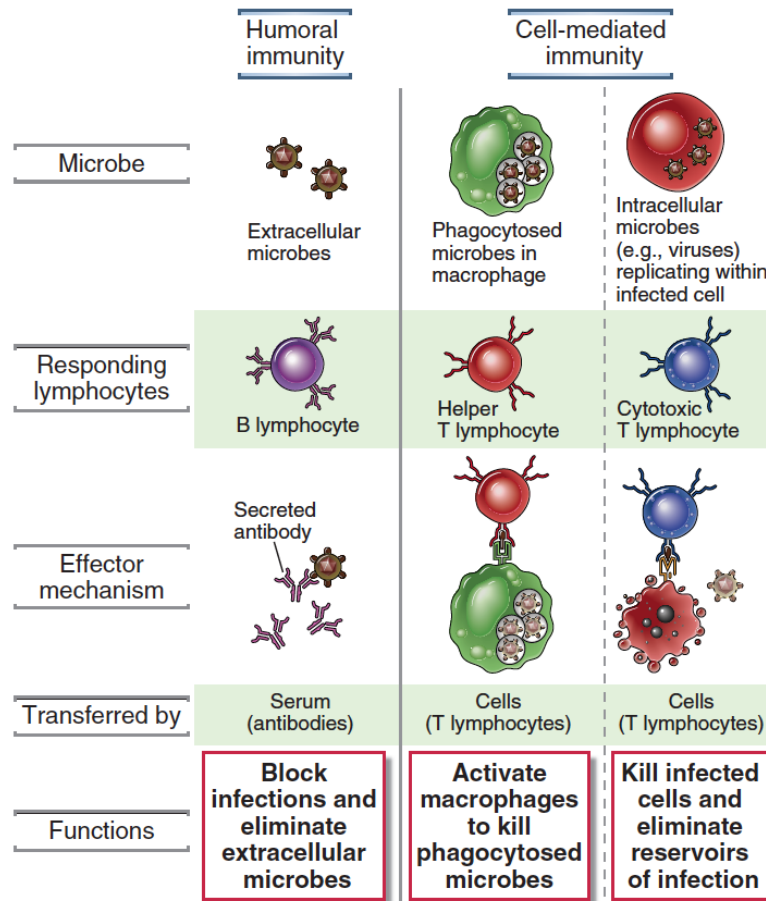 Humoral
immunity
Cell-mediated
immunity
Microbe
Extracellular
microbes
Phagocytosed
microbes in
macrophage
Intracellular
microbes
(e.g., viruses)
replicating within
infected cell
Responding
lymphocytes
B lymphocyte
Helper
T lymphocyte
Cytotoxic
T lymphocyte
Effector
mechanism
Secreted
antibody
Transferred by
Serum
(antibodies)
Cells
(T lymphocytes)
Cells
(T lymphocytes)
Functions
Block
infections and
eliminate
extracellular
microbes
Activate
macrophages
to kill
phagocytosed
microbes
Kill infected
cells and
eliminate
reservoirs
of infection